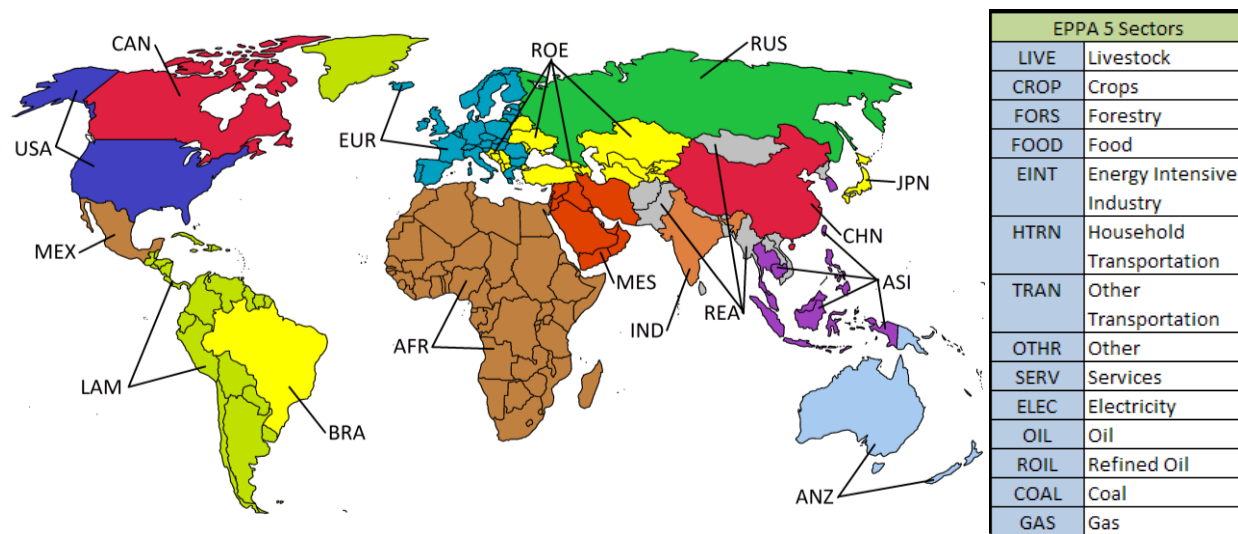 CAN
ROE
RUS
USA
EUR
JPN
MEX
CHN
MES
ASI
IND
REA
AFR
LAM
BRA
ANZ
EPPA 5 Sectors
LIVE Livestock
CROP Crops
FORS Forestry
FOOD Food
EINT Energy Intensive
Industry
HTRN Household
Transportation
TRAN Other
Transportation
OTHR Other
SERV Services
ELEC Electricity
OIL Oil
ROIL Refined Oil
COAL Coal
GAS Gas